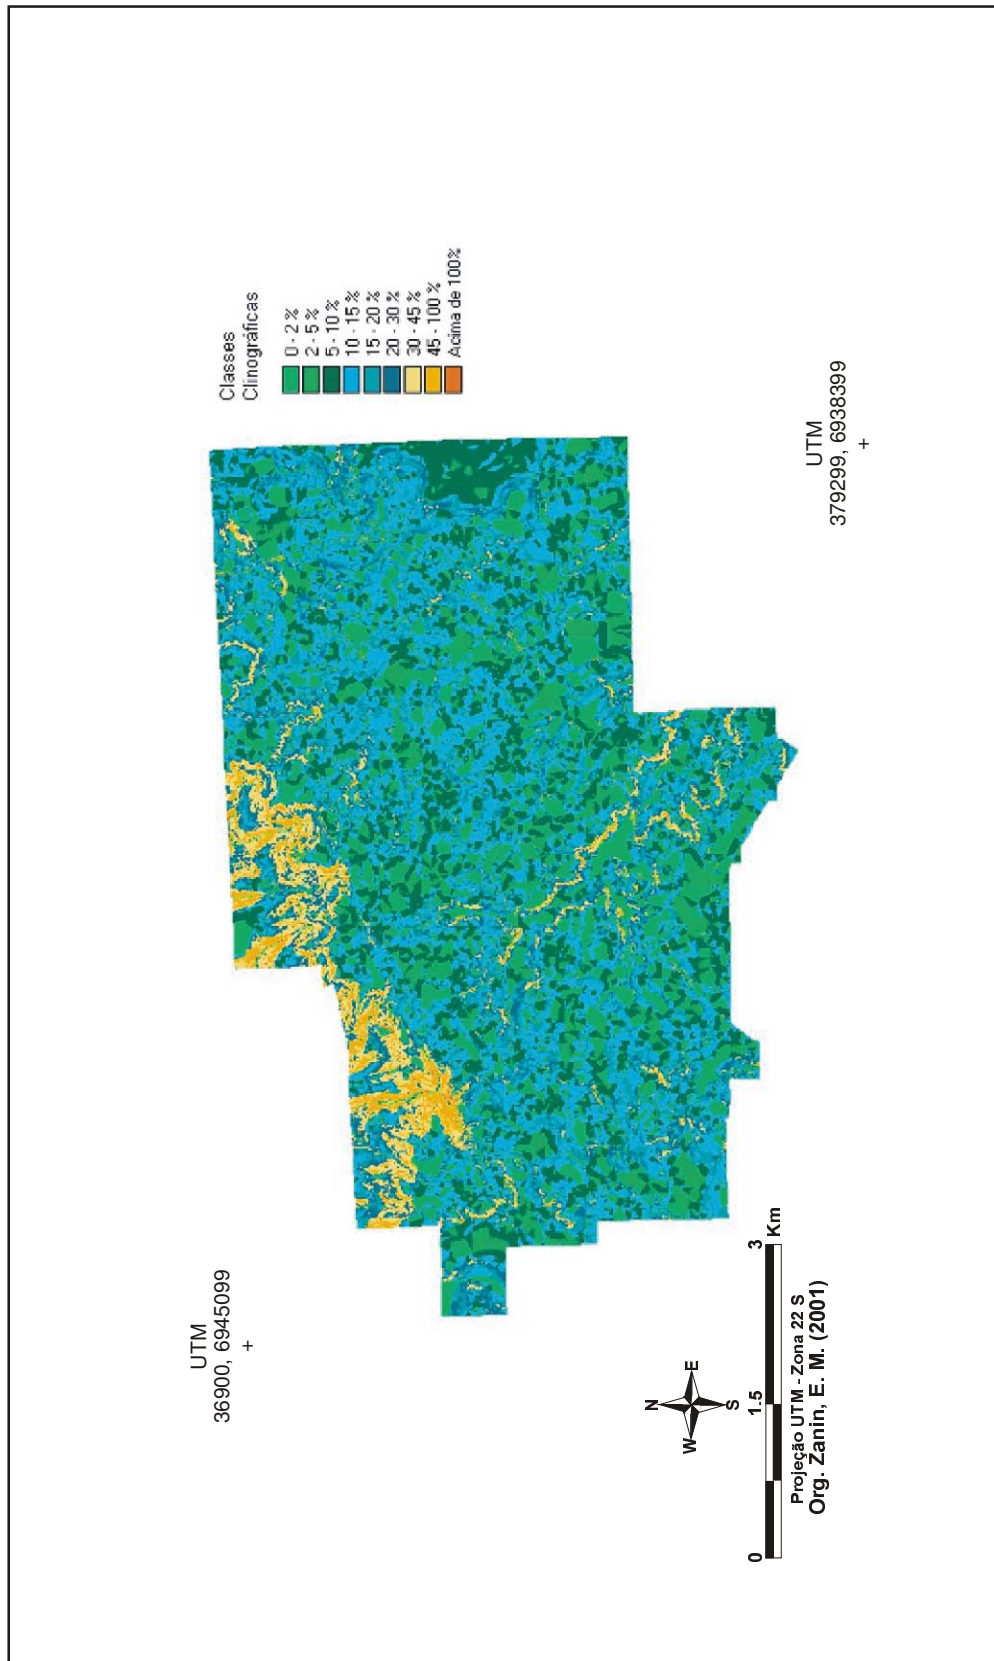 Classes
Clinográficas
0 - 2 %
2 - 5 %
5 - 10 %
10 - 15 %
15 - 20 %
20 - 30 %
30 - 45 %
45 - 100 %
Acima de 100%
UTM
379299, 6938399
+
UTM
36900, 6945099
+
N
W
E
S
0
1.5
3
Km
Projeção UTM - Zona 22 S
Org. Zanin, E. M. (2001)